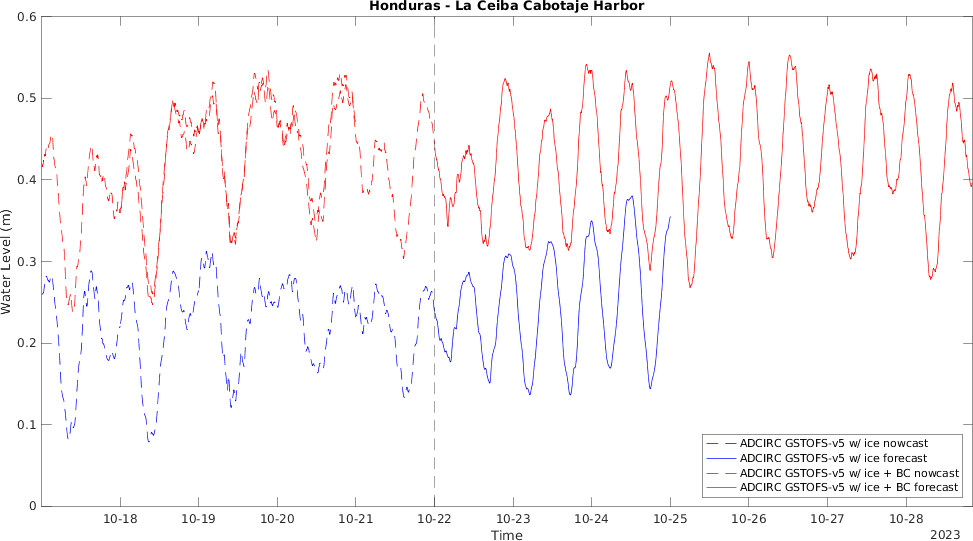 Honduras - La Ceiba Cabotaje Harbor
0.6
0.5
0.4
0.3
0.2
0.1
0
Water Level (m)
ADCIRC GSTOFS-v5 w/ ice nowcast
ADCIRC GSTOFS-v5 w/ ice forecast
ADCIRC GSTOFS-v5 w/ ice + BC nowcast
ADCIRC GSTOFS-v5 w/ ice + BC forecast
10-18 10-19 10-20 10-21 10-22 10-23 10-24 10-25 10-26 10-27 10-28
Time
2023